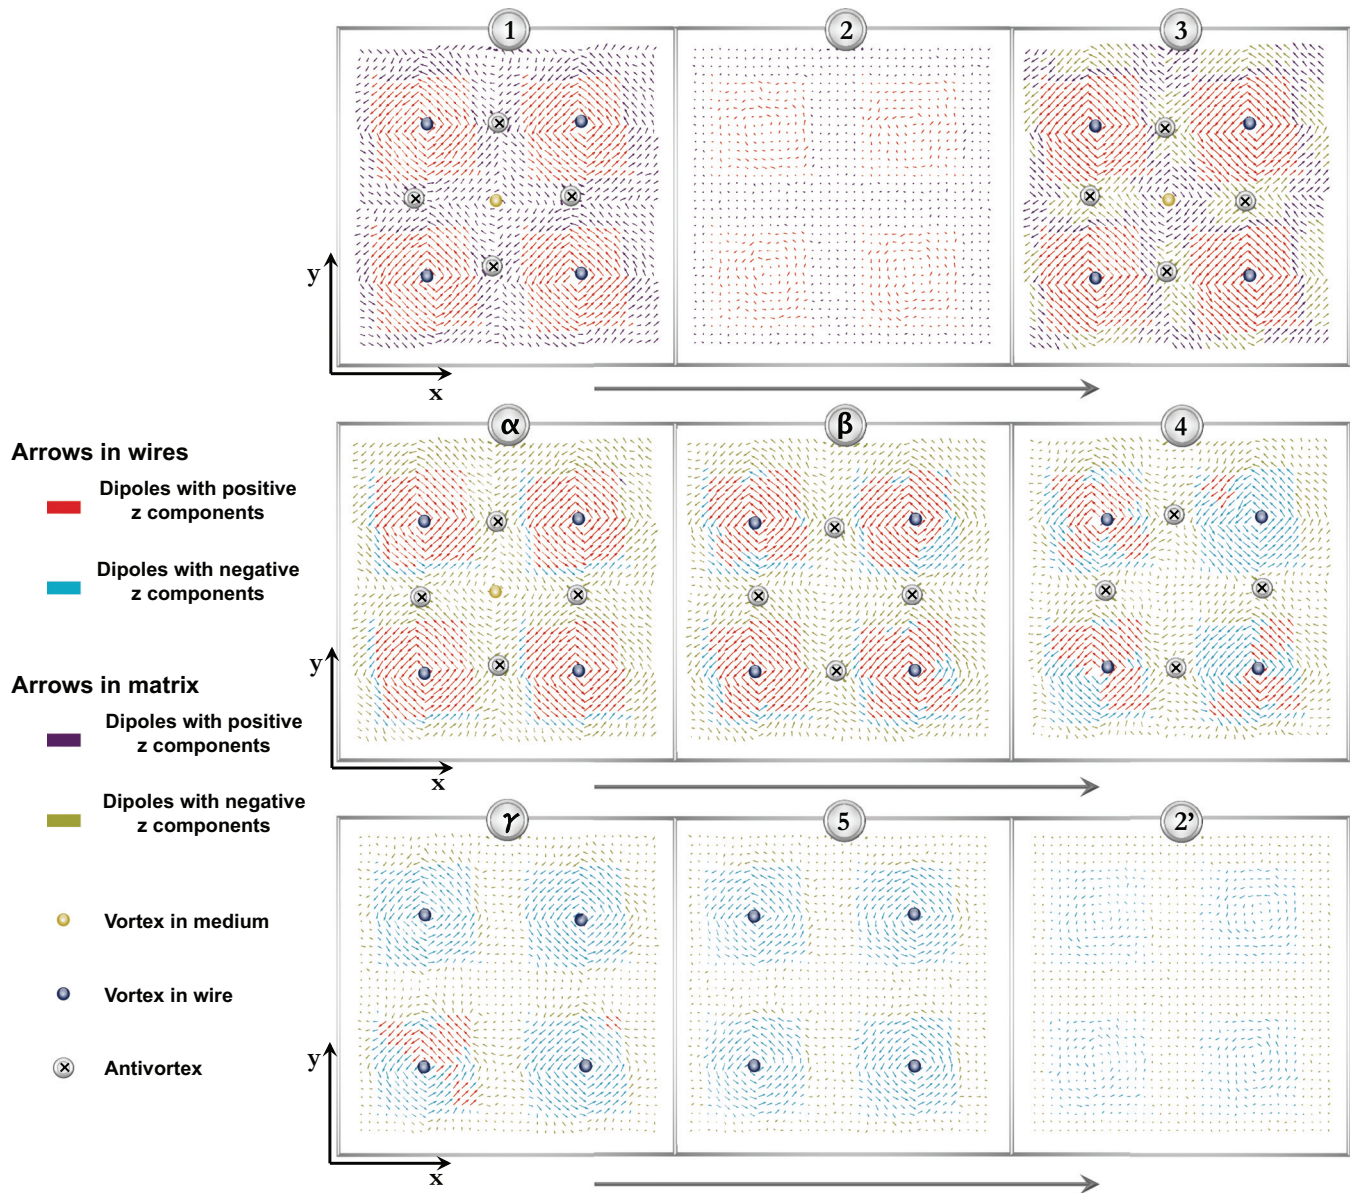 1
2
3
y
x
α
β
4
Arrows in wires
Dipoles with positive
z components
Dipoles with negative
z components
y
x
Arrows in matrix
Dipoles with positive
z components
Dipoles with negative
z components
γ
5
2’
Vortex in medium
Vortex in wire
Antivortex
y
x